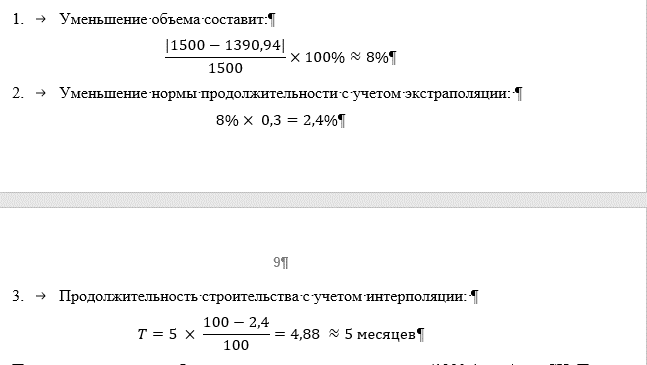 1. → Уменьшение·объема·составит:¶
|1500 − 1390,94|
1500
× 100% ≈ 8%¶
2. → Уменьшение·нормы·продолжительности·с·учетом·экстраполяции:·¶
8% × 0,3 = 2,4%¶
9¶
3. → Продолжительность·строительства·с·учетом·интерполяции:·¶
T = 5 ×
100 − 2,4
100
= 4,88 ≈ 5 месяцев¶